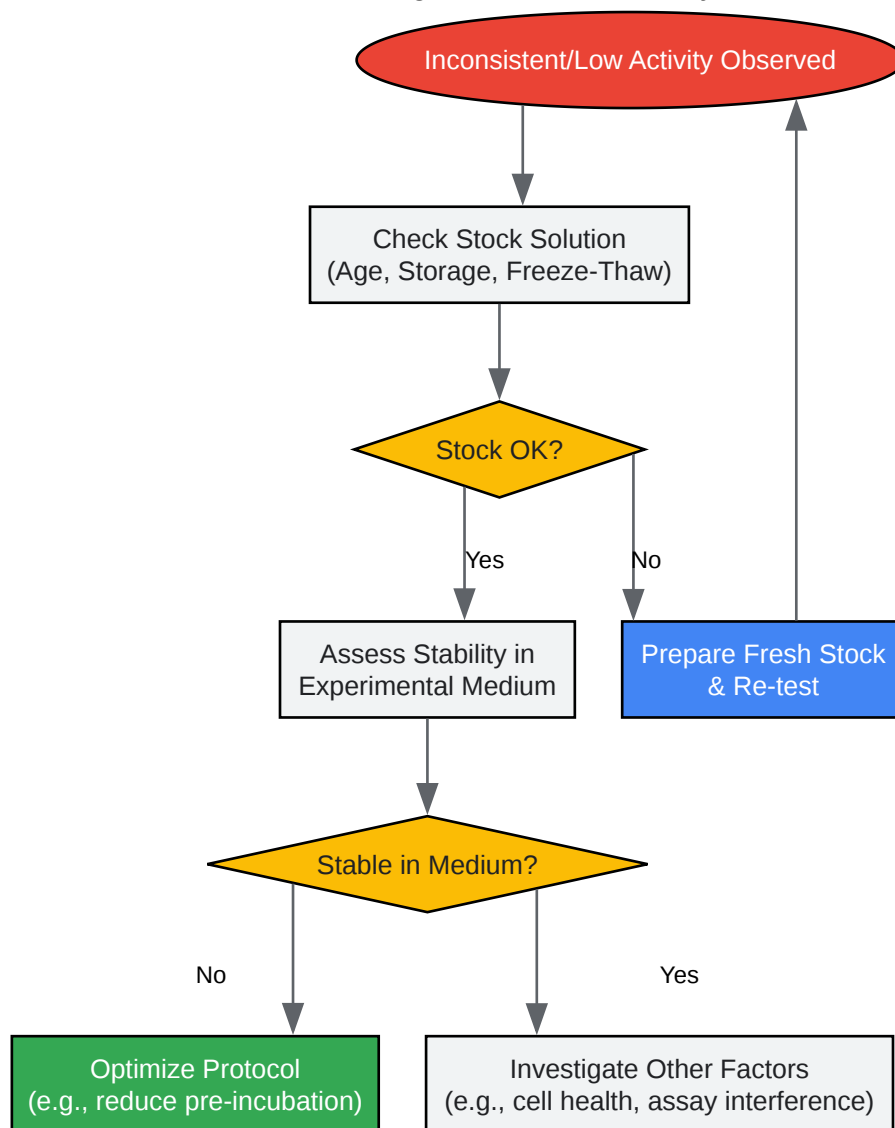 Inconsistent/Low Activity Observed
Check Stock Solution
(Age, Storage, Freeze-Thaw)
Stock OK?
Yes
No
Assess Stability in
Experimental Medium
Prepare Fresh Stock
& Re-test
Stable in Medium?
No
Yes
Optimize Protocol
(e.g., reduce pre-incubation)
Investigate Other Factors
(e.g., cell health, assay interference)